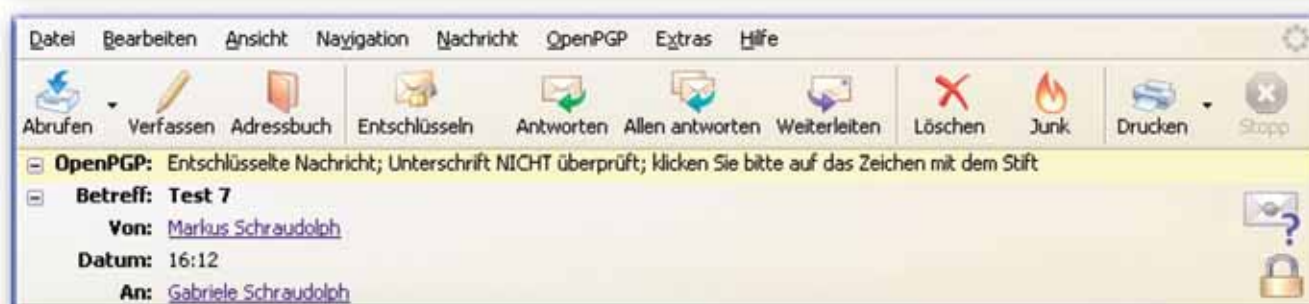 Datei Bearbeiten Ansicht Navigation Nachricht OpenPGP Extras Hilfe
Abrufen Verfassen Adressbuch Entschlüsseln Antworten Allen antworten Weiterleiten Löschen Junk Drucken Stopp
OpenPGP: Entschlüsselte Nachricht; Unterschrift NICHT überprüft; klicken Sie bitte auf das Zeichen mit dem Stift
Betreff: Test 7
Von: Markus Schraudolph
Datum: 16:12
An: Gabriele Schraudolph